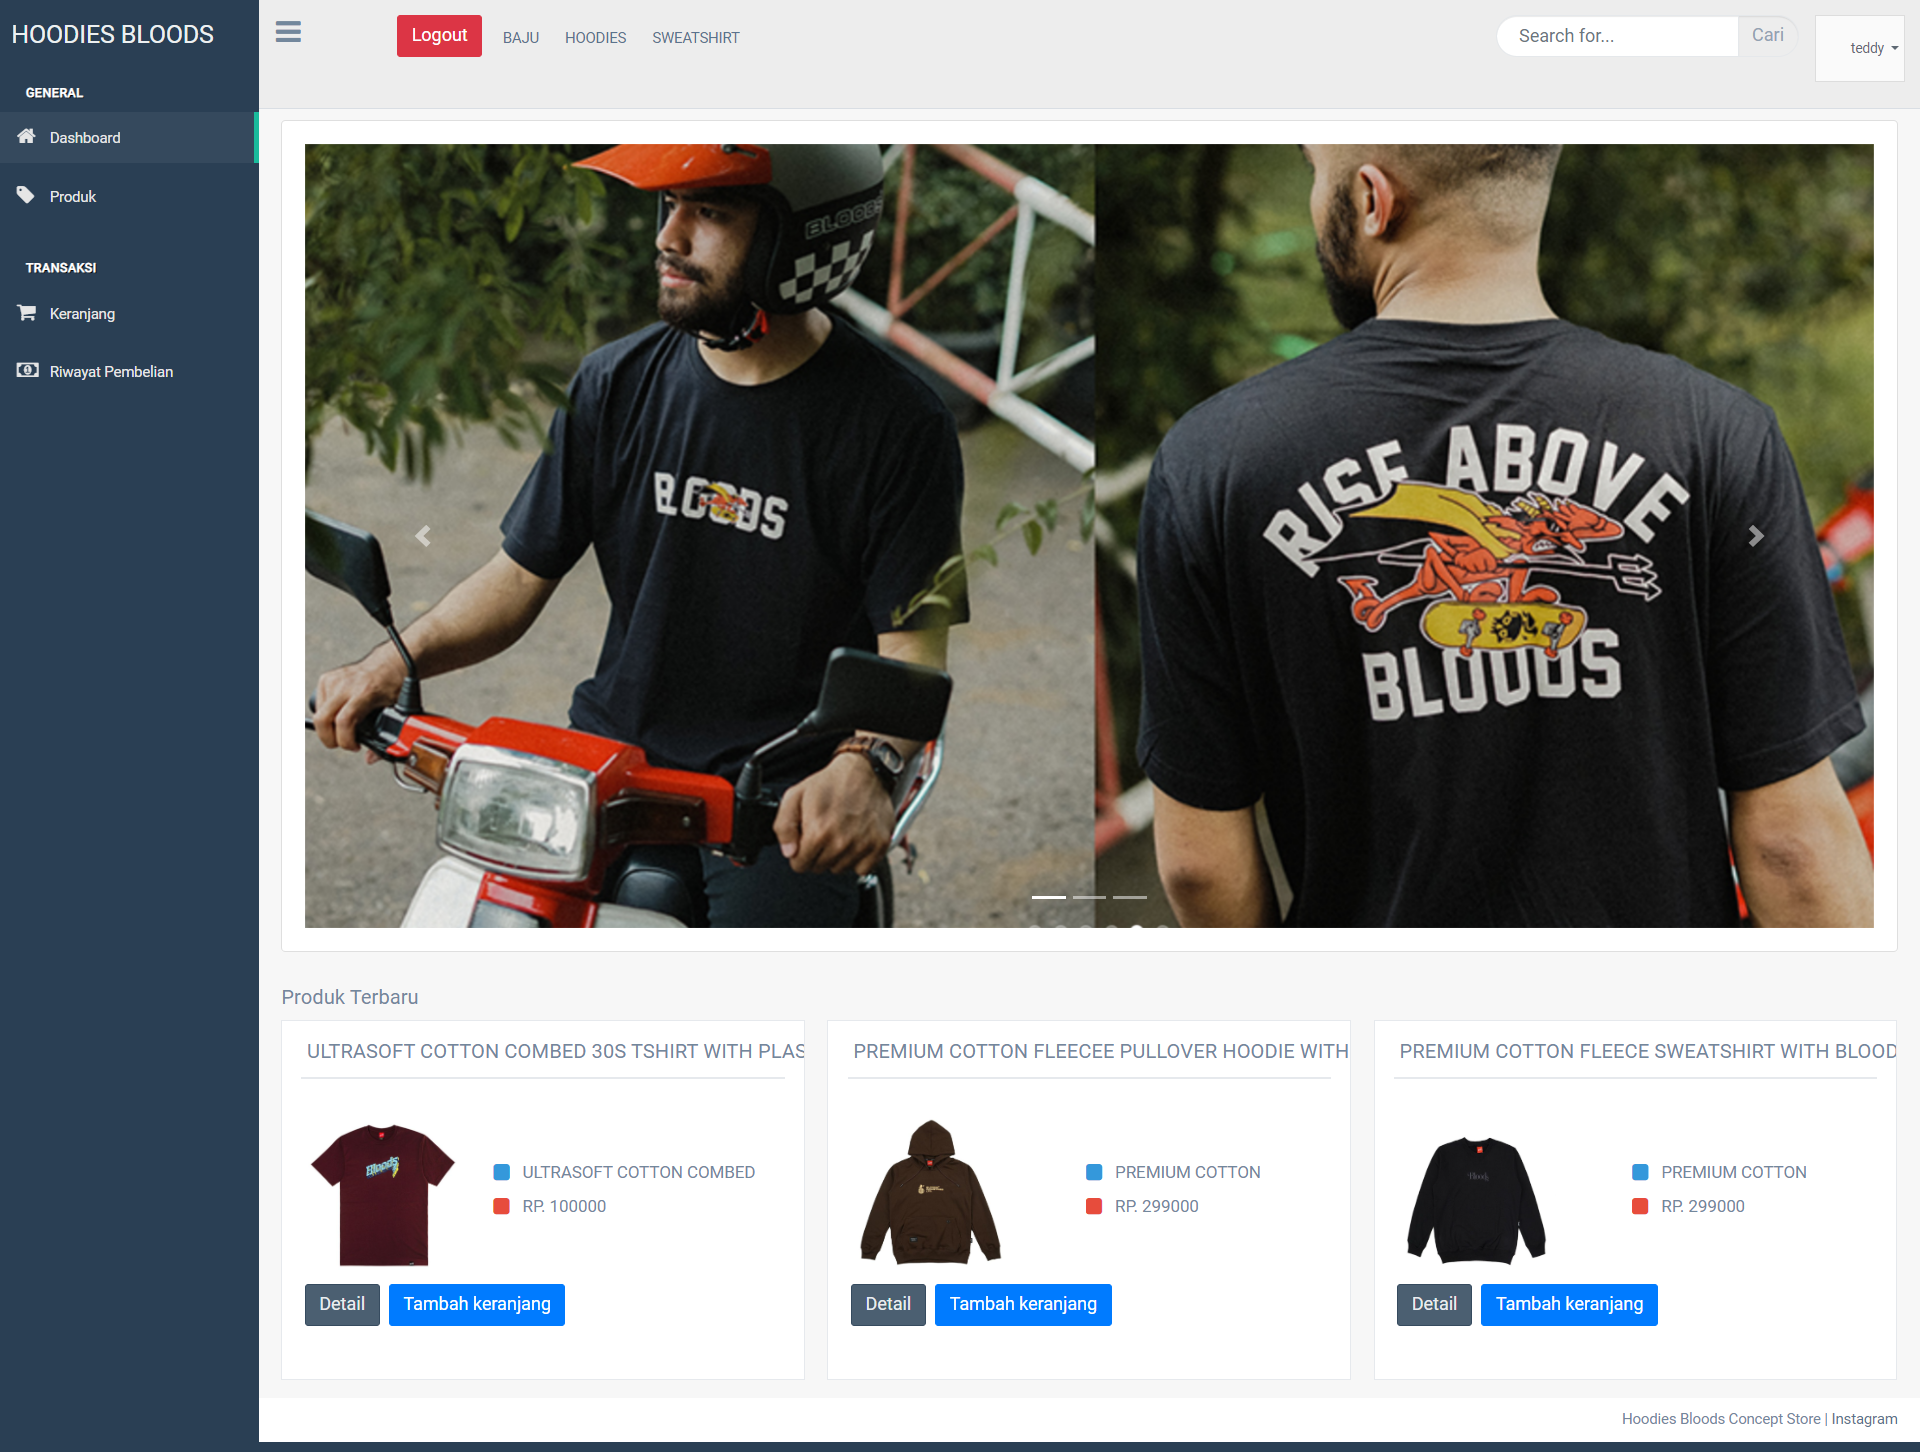 HOODIES BLOODS
GENERAL
Dashboard
Produk
TRANSAKSI
Keranjang
Riwayat Pembelian
Logout
BAJU
HOODIES
SWEATSHIRT
Search for...
Cari
teddy
BLOODS
BLOODS
RISE ABOVE
BLOODS
Produk Terbaru
ULTRASOFT COTTON COMBED 30S TSHIRT WITH PLAS
Bloods
ULTRASOFT COTTON COMBED
RP. 100000
Detail
Tambah keranjang
PREMIUM COTTON FLEECEE PULLOVER HOODIE WITH
PREMIUM COTTON
RP. 299000
Detail
Tambah keranjang
PREMIUM COTTON FLEECE SWEATSHIRT WITH BLOOD
Bloods
PREMIUM COTTON
RP. 299000
Detail
Tambah keranjang
Hoodies Bloods Concept Store | Instagram